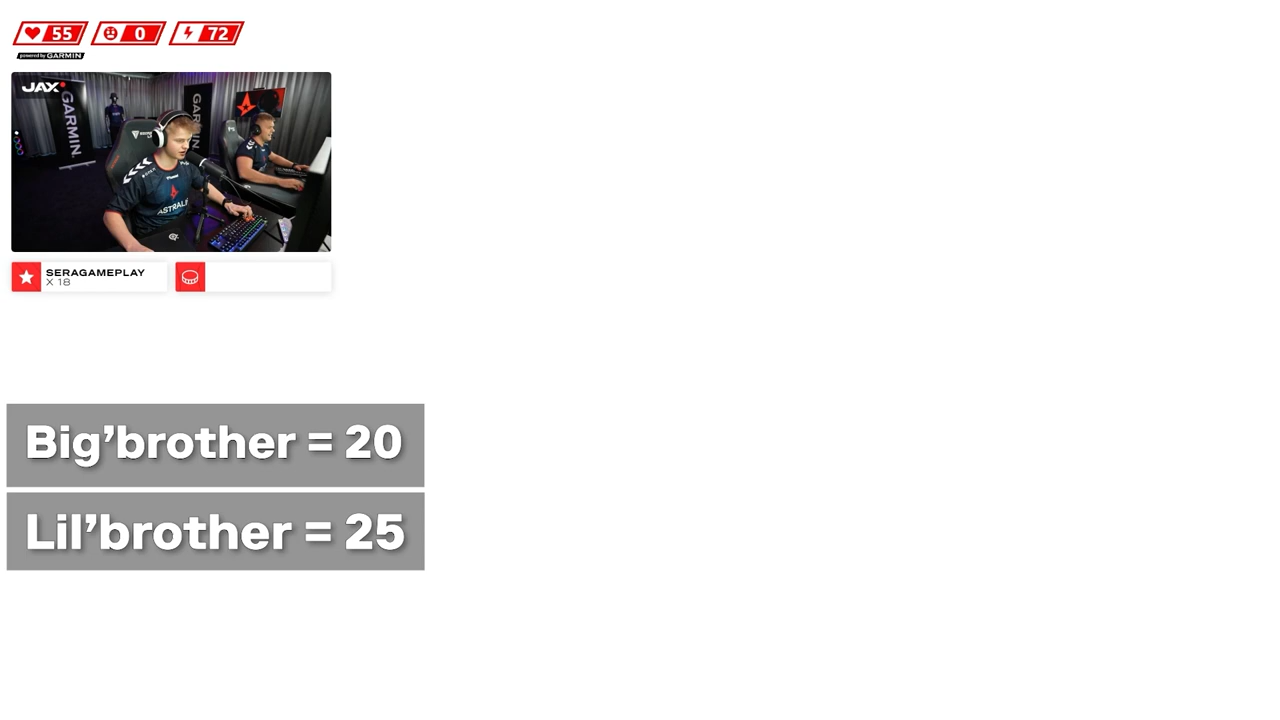 55 0 72
powered by GARMIN
JAX
GARMIN
GARMIN
ASTRALIS
SERAGAMEPLAY
X 18
Big’brother = 20
Lil’brother = 25